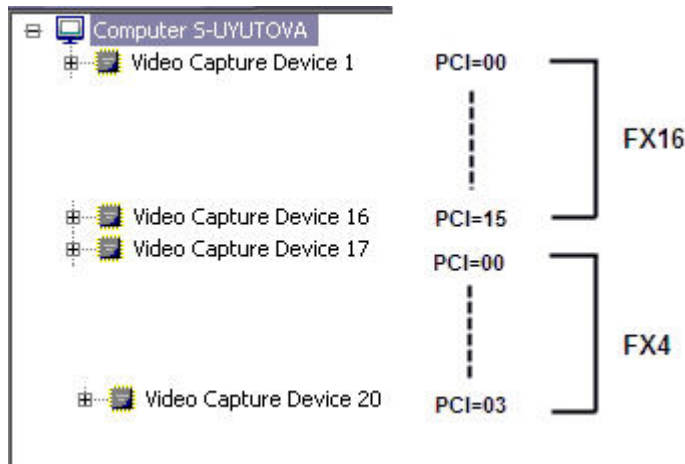 Computer S-UYUTOVA
Video Capture Device 1 PCI=00
FX16
Video Capture Device 16 PCI=15
Video Capture Device 17 PCI=00
FX4
Video Capture Device 20 PCI=03